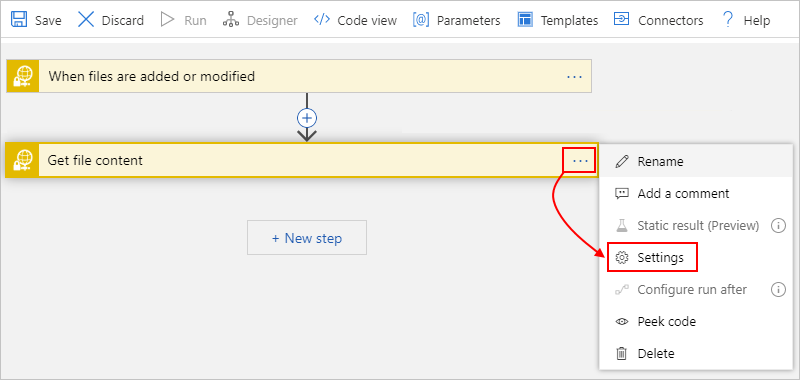 Save Discard Run Designer Code view [@] Parameters Templates Connectors ? Help
When files are added or modified ...
+
Get file content ...
Rename
Add a comment
+ New step
Static result (Preview) i
Settings
Configure run after i
Peek code
Delete